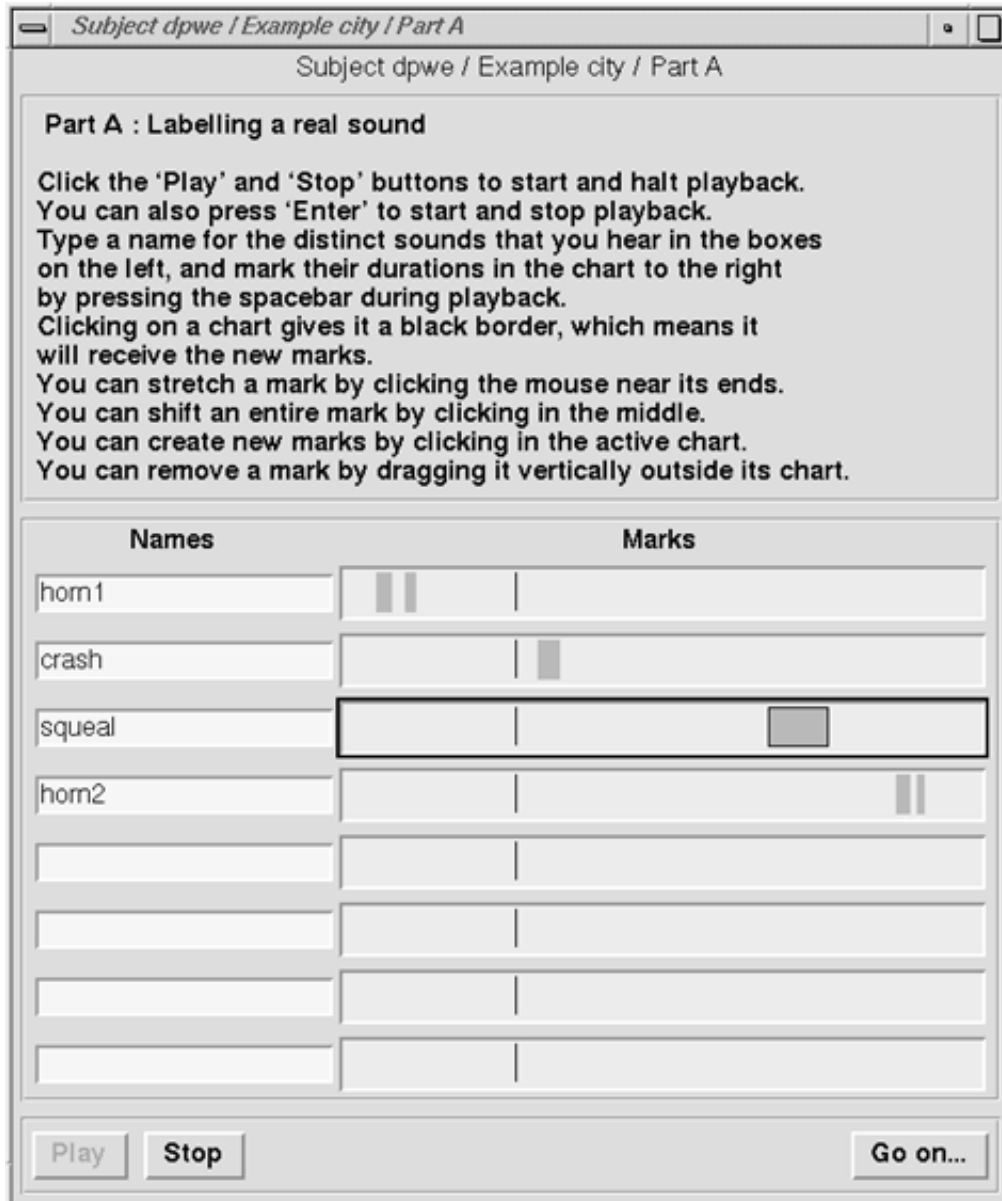 Subject dpwe / Example city / Part A
Subject dpwe / Example city / Part A
Part A : Labelling a real sound
Click the ‘Play’ and ‘Stop’ buttons to start and halt playback.
You can also press ‘Enter’ to start and stop playback.
Type a name for the distinct sounds that you hear in the boxes
on the left, and mark their durations in the chart to the right
by pressing the spacebar during playback.
Clicking on a chart gives it a black border, which means it
will receive the new marks.
You can stretch a mark by clicking the mouse near its ends.
You can shift an entire mark by clicking in the middle.
You can create new marks by clicking in the active chart.
You can remove a mark by dragging it vertically outside its chart.
Names Marks
horn1
crash
squeal
horn2
Play Stop Go on...